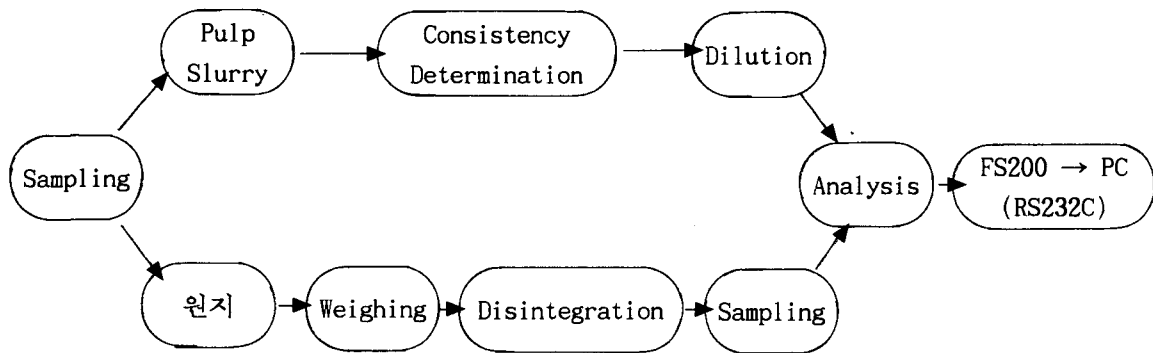 Pulp
Slurry
Consistency
Determination
Dilution
Sampling
Analysis
FS200 → PC
(RS232C)
원지
Weighing
Disintegration
Sampling